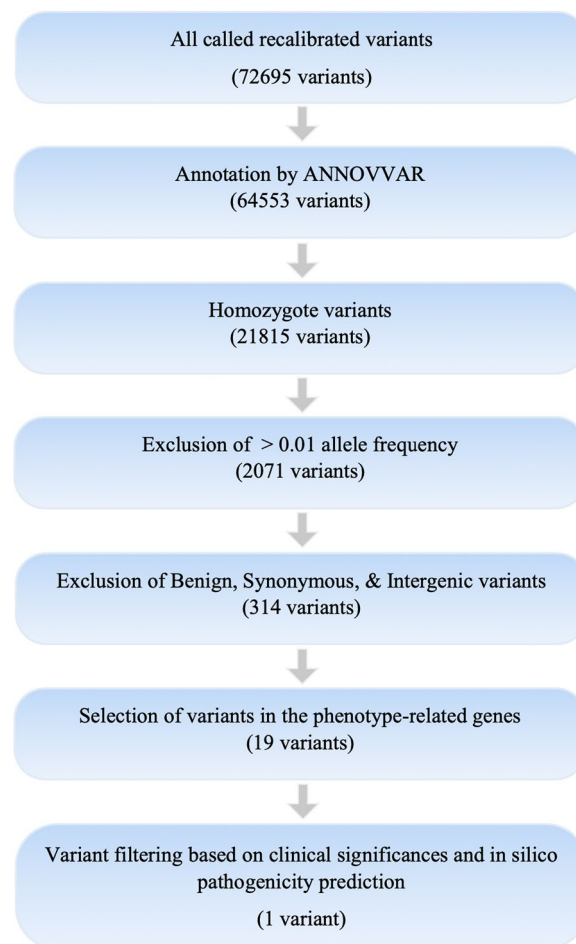 All called recalibrated variants
(72695 variants)
Annotation by ANNOVVAR
(64553 variants)
Homozygote variants
(21815 variants)
Exclusion of > 0.01 allele frequency
(2071 variants)
Exclusion of Benign, Synonymous, & Intergenic variants
(314 variants)
Selection of variants in the phenotype-related genes
(19 variants)
Variant filtering based on clinical significances and in silico
pathogenicity prediction
(1 variant)